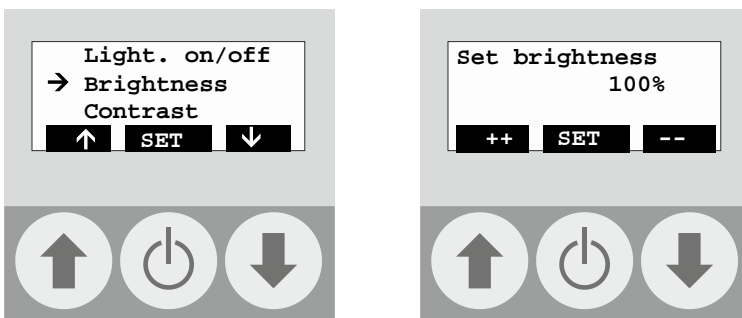 Light. on/off
→ Brightness
Contrast
↑ SET ↓
Set brightness
100%
++ SET --